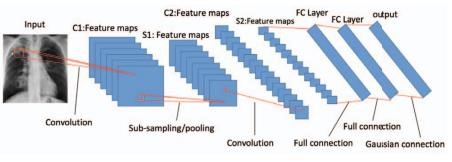 Input
C1:Feature maps
S1: Feature maps
C2:Feature maps
S2:Feature maps
FC Layer
FC Layer
output
Convolution
Sub-sampling/pooling
Convolution
Full connection
Full connection
Gaussian connection